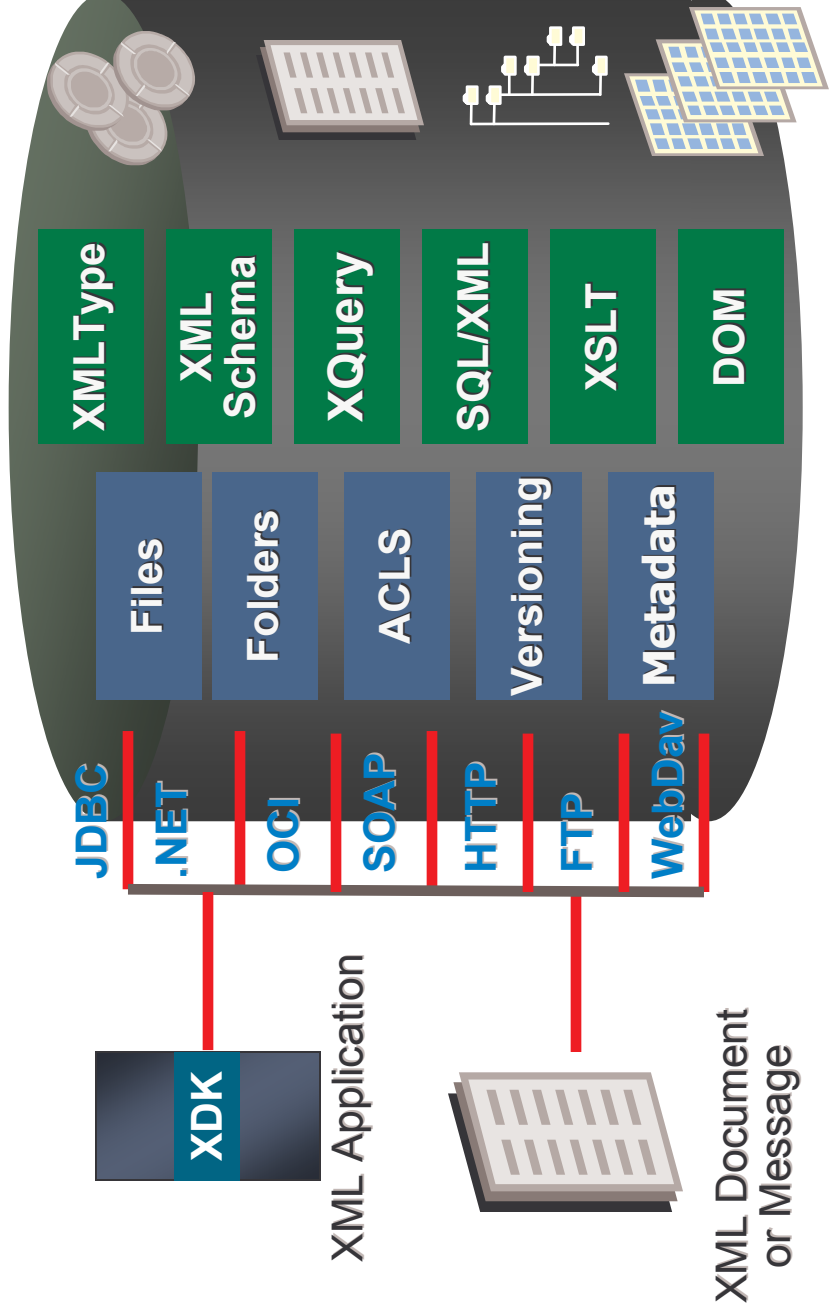 XDK
XML Application
XML Document
or Message
JDBC
.NET
OCI
SOAP
HTTP
FTP
WebDav
Files
Folders
ACLS
Versioning
Metadata
XMLType
XML
Schema
XQuery
SQL/XML
XSLT
DOM